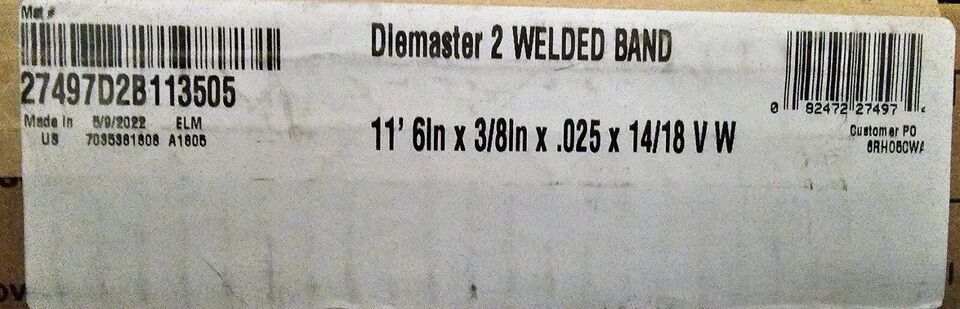 Mat #
27497D2B113505
Made In 5/9/2022 ELM
US 7035381808 A1805
Diemaster 2 WELDED BAND
11' 6In x 3/8In x .025 x 14/18 V W
0 82472 27497 4
Customer PO
6RH05CWA